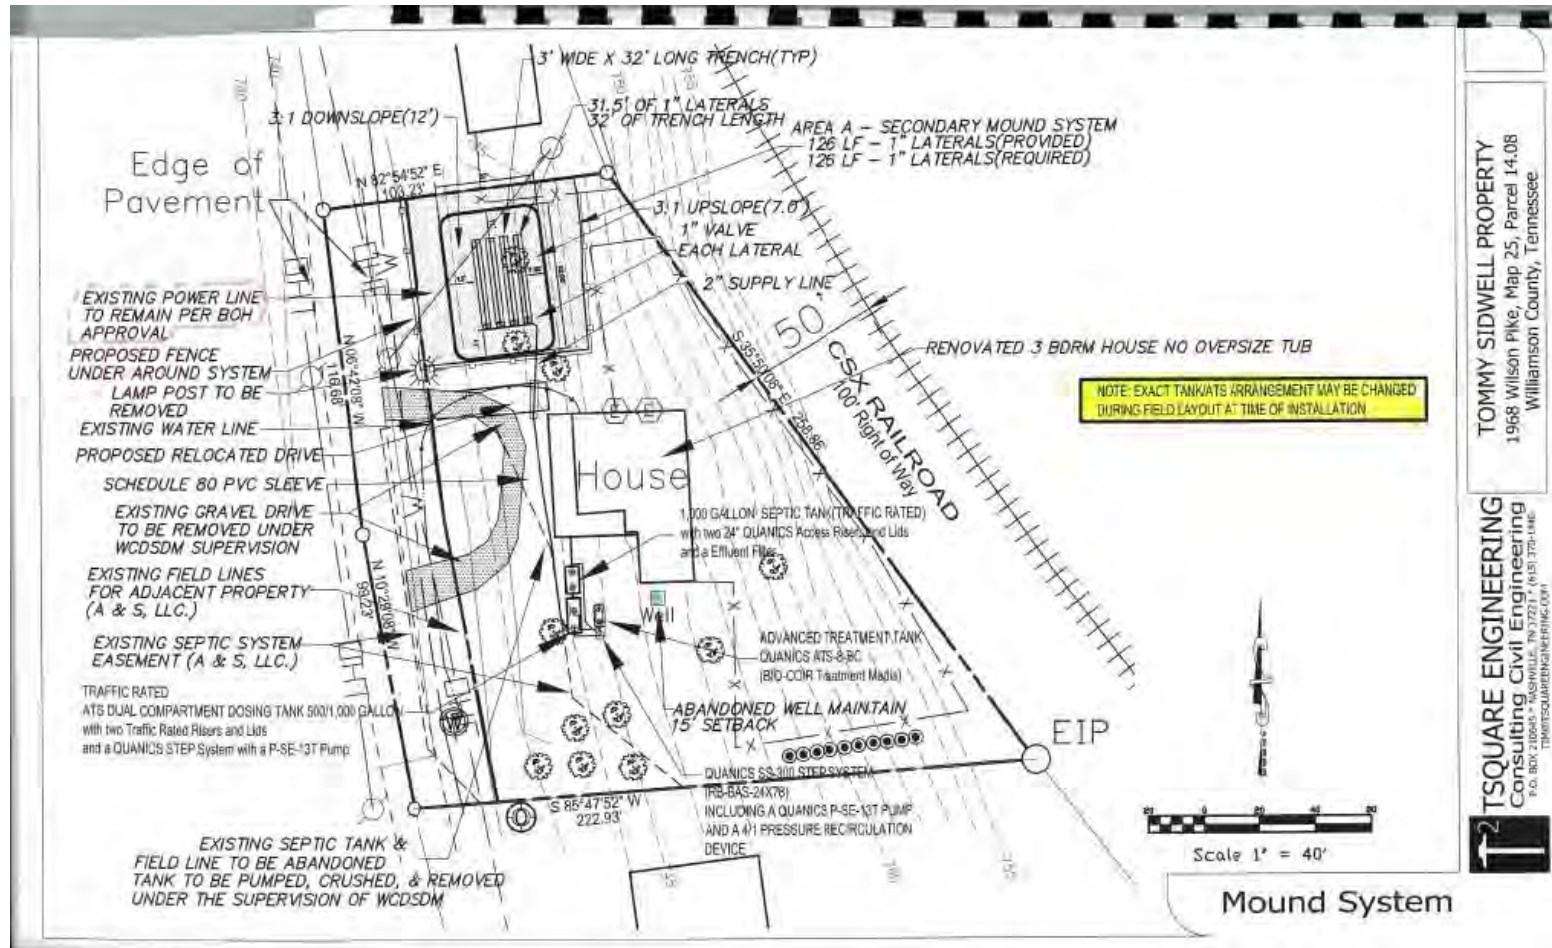 3' WIDE X 32' LONG TRENCH(TYP)
31.5' OF 1" LATERALS
32' OF TRENCH LENGTH
3:1 DOWNSLOPE(12')
AREA A - SECONDARY MOUND SYSTEM
126 LF - 1" LATERALS(PROVIDED)
126 LF - 1" LATERALS(REQUIRED)
Edge of
Pavement
N 82°54'52" E
103.23'
3:1 UPSLOPE(7.0')
1" VALVE
EACH LATERAL
2" SUPPLY LINE
EXISTING POWER LINE
TO REMAIN PER BOH
APPROVAL
PROPOSED FENCE
UNDER AROUND SYSTEM
LAMP POST TO BE
REMOVED
EXISTING WATER LINE
PROPOSED RELOCATED DRIVE
SCHEDULE 80 PVC SLEEVE
EXISTING GRAVEL DRIVE
TO BE REMOVED UNDER
WCDSDM SUPERVISION
EXISTING FIELD LINES
FOR ADJACENT PROPERTY
(A & S, LLC.)
EXISTING SEPTIC SYSTEM
EASEMENT (A & S, LLC.)
TRAFFIC RATED
ATS DUAL COMPARTMENT DOSING TANK 500/1,000 GALLON
with two Traffic Rated Risers and Lids
and a QUANICS STEP System with a P-SE-13T Pump
EXISTING SEPTIC TANK &
FIELD LINE TO BE ABANDONED
TANK TO BE PUMPED, CRUSHED, & REMOVED
UNDER THE SUPERVISION OF WCDSDM
N 06°42'08" W
116.68'
N 10°28'08" W
99.23'
S 35°50'08" E 258.86'
50'
CSX RAILROAD
100' Right of Way
RENOVATED 3 BDRM HOUSE NO OVERSIZE TUB
NOTE: EXACT TANK/ATS ARRANGEMENT MAY BE CHANGED
DURING FIELD LAYOUT AT TIME OF INSTALLATION
House
1,000 GALLON SEPTIC TANK(TRAFFIC RATED)
with two 24" QUANICS Access Risers and Lids
and a Effluent Filter
Well
ADVANCED TREATMENT TANK
QUANICS ATS-8-BC
(BIO-COIR Treatment Media)
ABANDONED WELL MAINTAIN
15' SETBACK
EIP
QUANICS SS-300 STEP SYSTEM
(RB-BAS-24X78)
INCLUDING A QUANICS P-SE-13T PUMP
AND A 4/1 PRESSURE RECIRCULATION
DEVICE
S 85°47'52" W
222.93'
Scale 1" = 40'
Mound System
TOMMY SIDWELL PROPERTY
1968 Wilson Pike, Map 25, Parcel 14.08
Williamson County, Tennessee
TSQUARE ENGINEERING
Consulting Civil Engineering